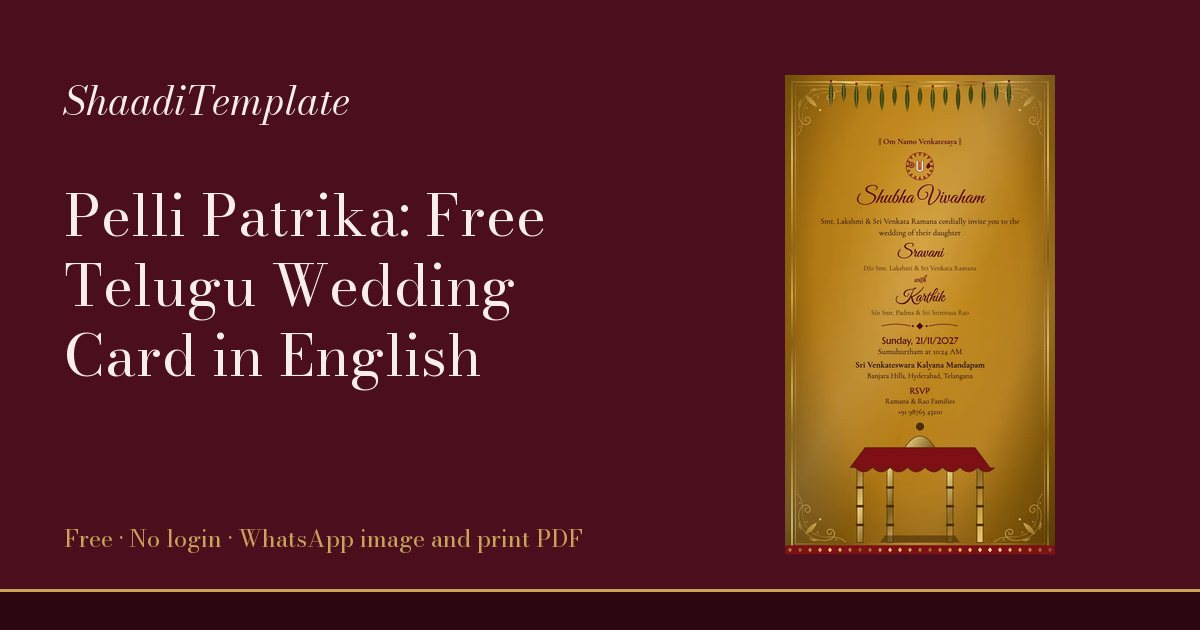 ShaadiTemplate
Pelli Patrika: Free
Telugu Wedding
Card in English
Free · No login · WhatsApp image and print PDF
|| Om Namo Venkatesaya ||
U
Shubha Vivaham
Smt. Lakshmi & Sri Venkata Ramana cordially invite you to the
wedding of their daughter
Sravani
D/o Smt. Lakshmi & Sri Venkata Ramana
with
Karthik
S/o Smt. Padma & Sri Srinivasa Rao
Sunday, 21/11/2027
Sumuhurtham at 10:24 AM
Sri Venkateswara Kalyana Mandapam
Banjara Hills, Hyderabad, Telangana
RSVP
Ramana & Rao Families
+91 98765 43210